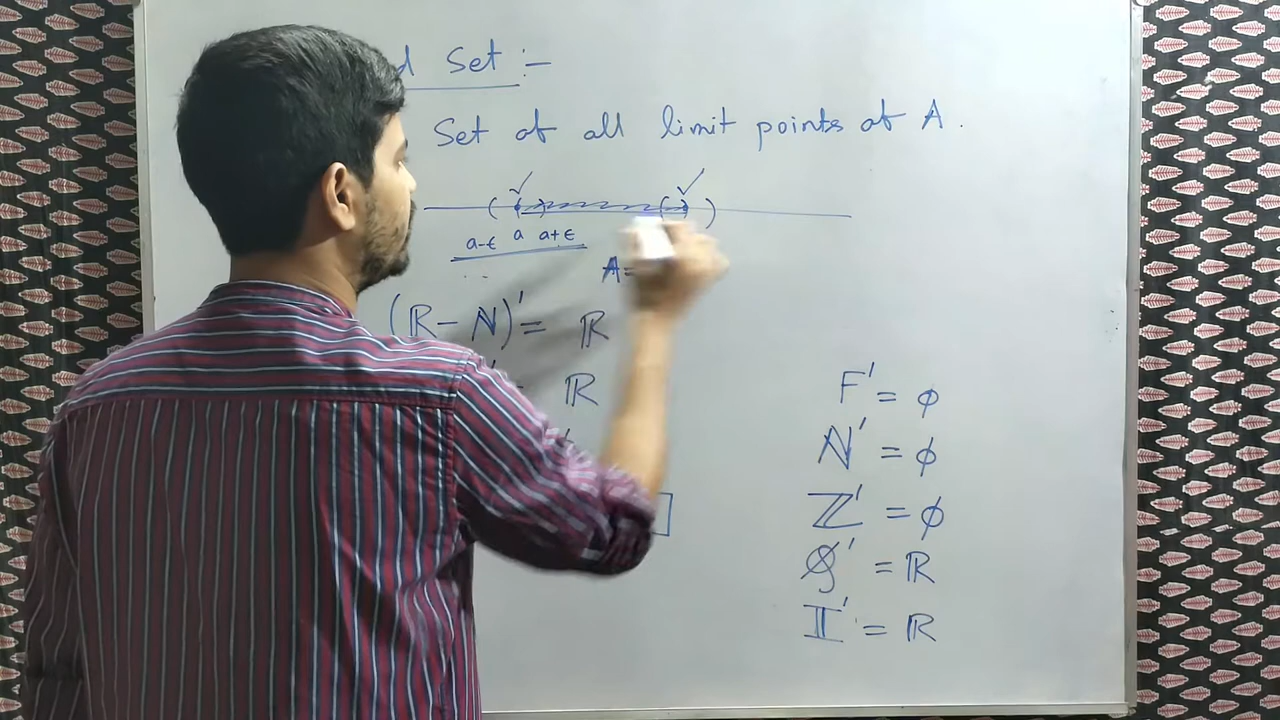 d Set :-
Set of all limit points of A.
a-ϵ a a+ϵ
A=
(ℝ-ℕ)' = ℝ
' = ℝ
]
F' = ϕ
ℕ' = ϕ
ℤ' = ϕ
ℚ' = ℝ
𝕀' = ℝ